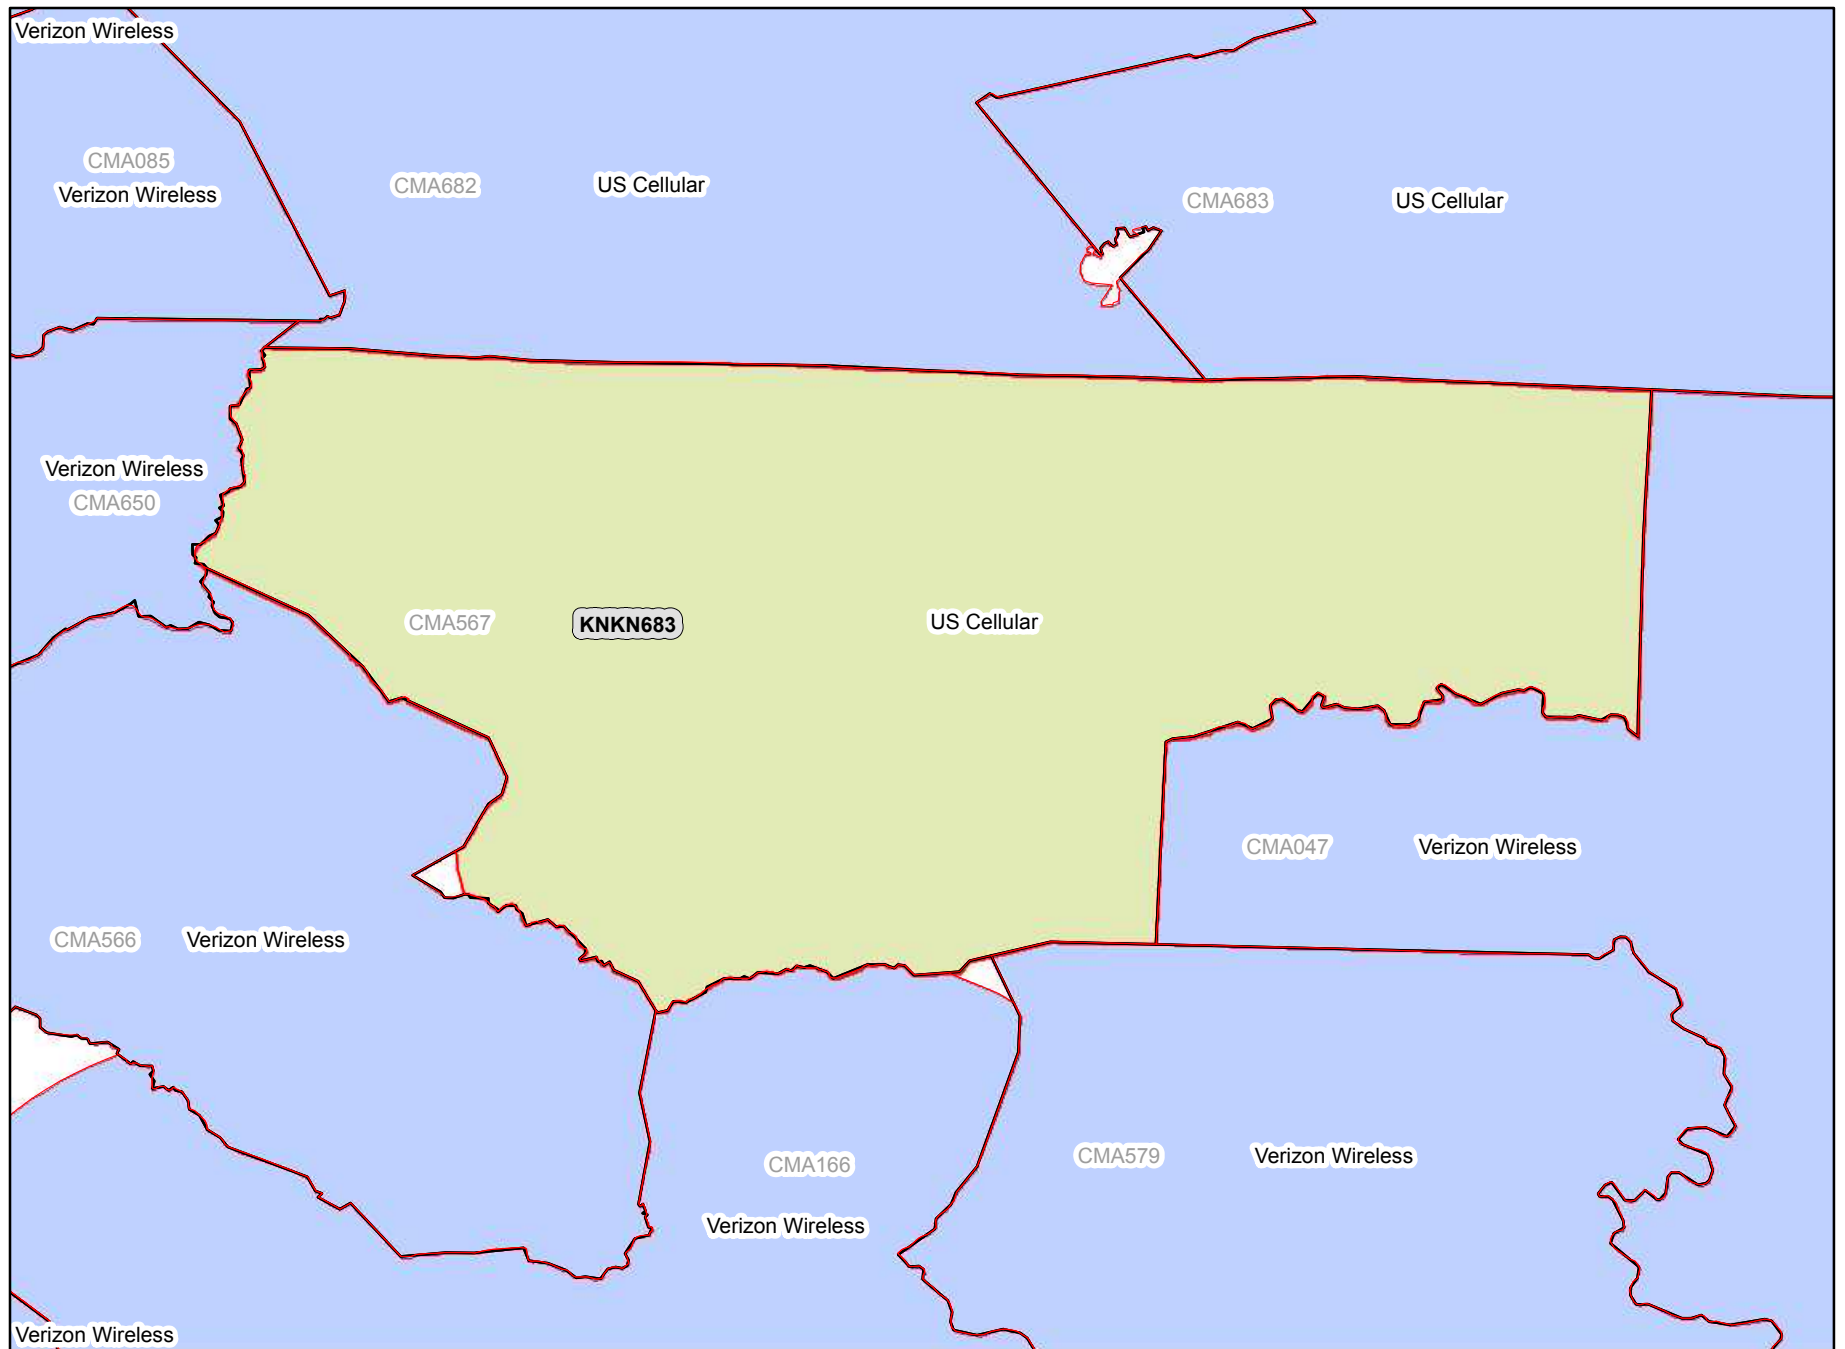 Verizon Wireless
CMA085
Verizon Wireless
CMA682
US Cellular
CMA683
US Cellular
Verizon Wireless
CMA650
CMA567
KNKN683
US Cellular
CMA047
Verizon Wireless
CMA566
Verizon Wireless
CMA166
Verizon Wireless
CMA579
Verizon Wireless
Verizon Wireless